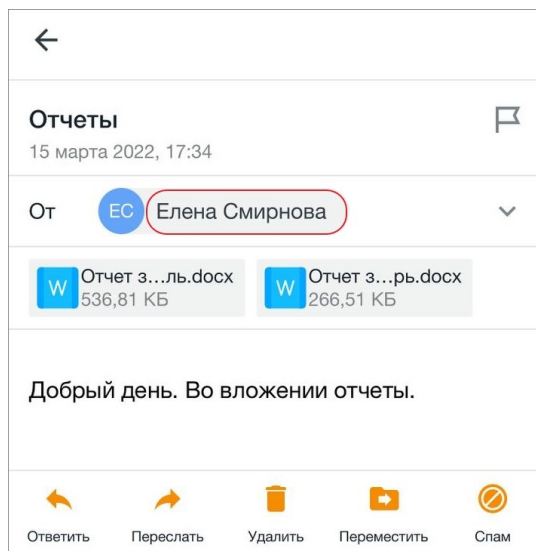 Отчеты
15 марта 2022, 17:34
От ЕС Елена Смирнова
W Отчет з...ль.docx W Отчет з...рь.docx
536,81 КБ 266,51 КБ
Добрый день. Во вложении отчеты.
Ответить Переслать Удалить Переместить Спам